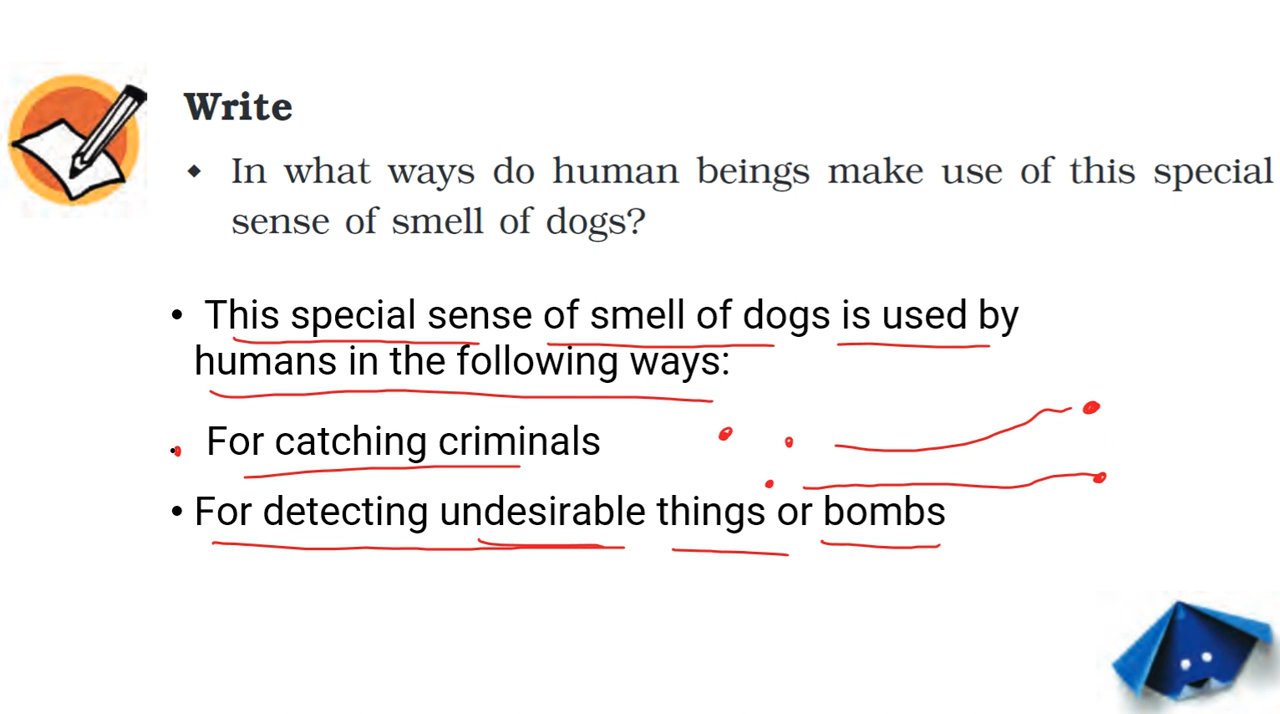 Write
◆ In what ways do human beings make use of this special
sense of smell of dogs?
• This special sense of smell of dogs is used by
humans in the following ways:
. For catching criminals
• For detecting undesirable things or bombs